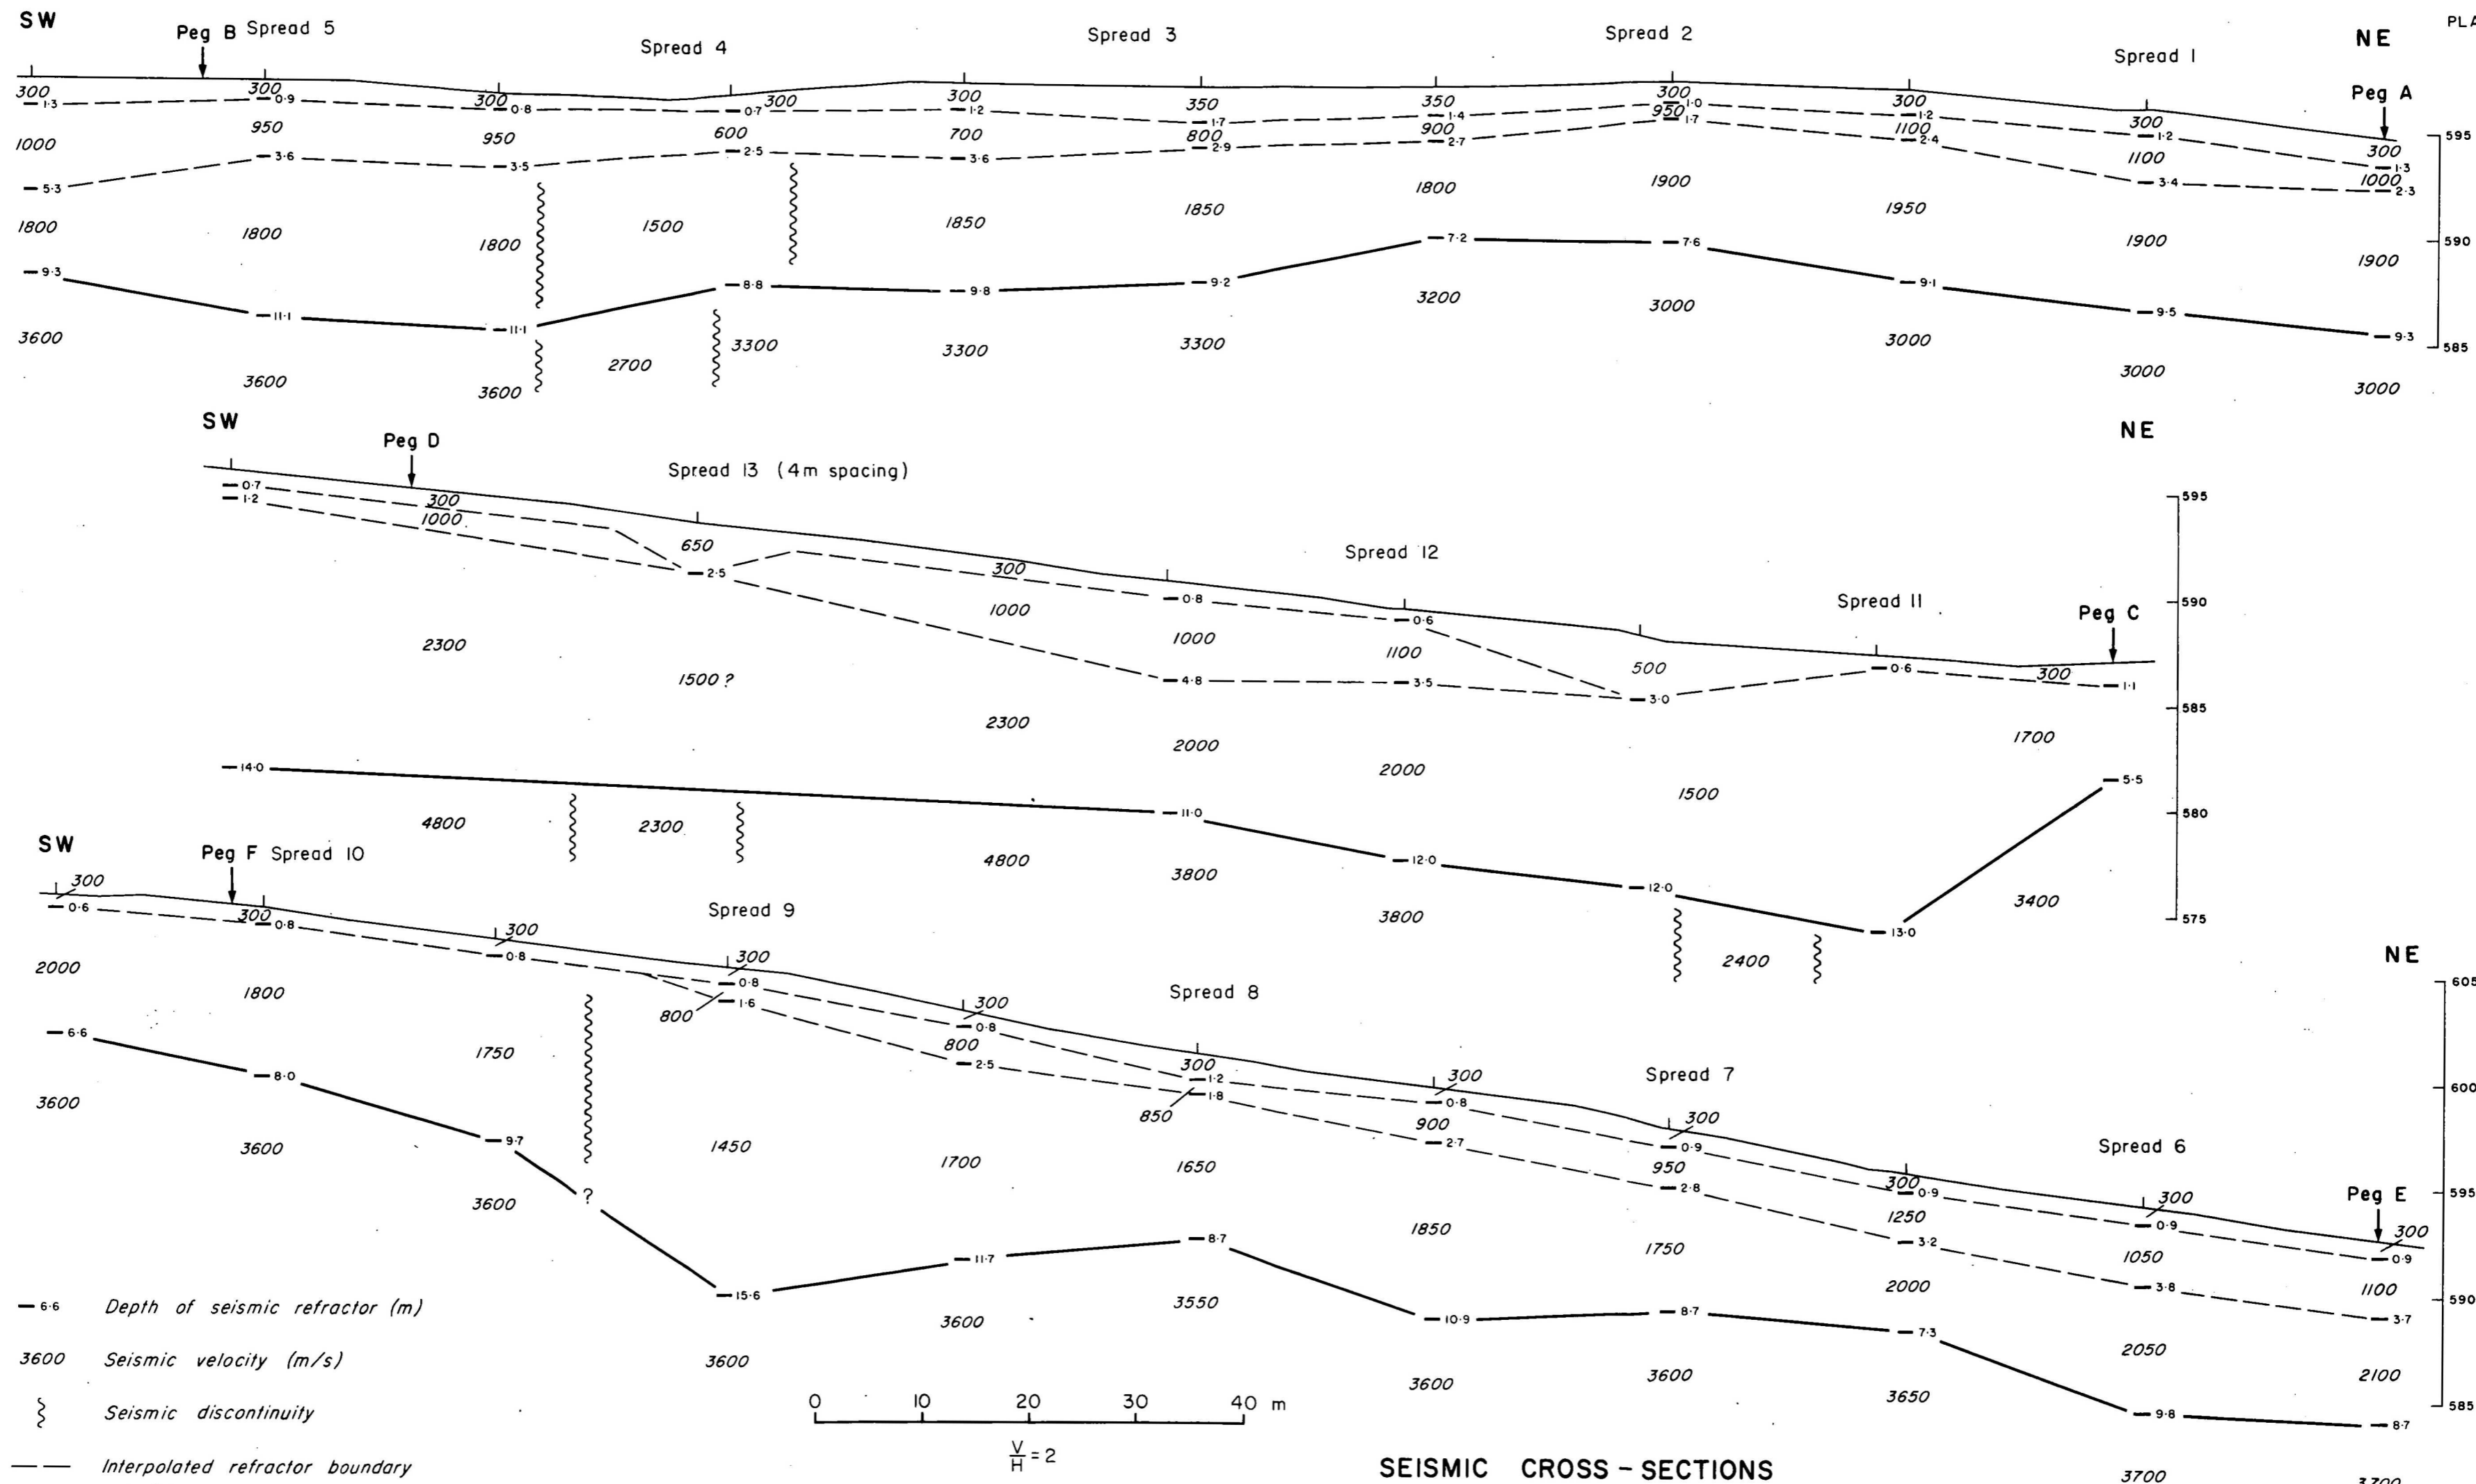 SW
Peg B Spread 5
Spread 4
Spread 3
Spread 2
Spread 1
NE
Peg A
PLA
300 300 300 300 300 350 350 300 300 300 300
1·3 0·9 0·8 0·7 1·2 1·7 1·4 1·0 1·2 1·2 1·3
1000 950 950 600 700 800 900 950 1100 1100 1000
5·3 3·6 3·5 2·5 3·6 2·9 2·7 1·7 2·4 3·4 2·3
1800 1800 1800 1500 1850 1850 1800 1900 1950 1900 1900
9·3 11·1 11·1 8·8 9·8 9·2 7·2 7·6 9·1 9·5 9·3
3600 3600 3600 2700 3300 3300 3300 3200 3000 3000 3000 3000
595
590
585
SW
Peg D
Spread 13 (4m spacing)
Spread 12
Spread 11
Peg C
NE
0·7 300 650 300 0·8 0·6 500 0·6 300 1·1
1·2 1000 2·5 1000 1000 1100
4·8 3·5 3·0
2300 1500? 2300 2000 2000 1500 1700
14·0 11·0 12·0 12·0 13·0 5·5
4800 2300 4800 3800 3800 2400 3400
595
590
585
580
575
SW
Peg F Spread 10
Spread 9
Spread 8
Spread 7
Spread 6
Peg E
NE
300 300 300 300 300 300 300 300 300 300 300
0·6 0·8 0·8 0·8 0·8 1·2 0·8 0·9 0·9 0·9 0·9
800 800 850 900 950 1250 1050 1100
1·6 2·5 1·8 2·7 2·8 3·2 3·8 3·7
2000 1800 1750 1450 1700 1650 1850 1750 2000 2050 2100
6·6 8·0 9·7 ? 15·6 11·7 8·7 10·9 8·7 7·3 9·8 8·7
3600 3600 3600 3600 3600 3550 3600 3600 3650 3700
605
600
595
590
585
6·6 Depth of seismic refractor (m)
3600 Seismic velocity (m/s)
Seismic discontinuity
Interpolated refractor boundary
0 10 20 30 40 m
V/H = 2
SEISMIC CROSS-SECTIONS